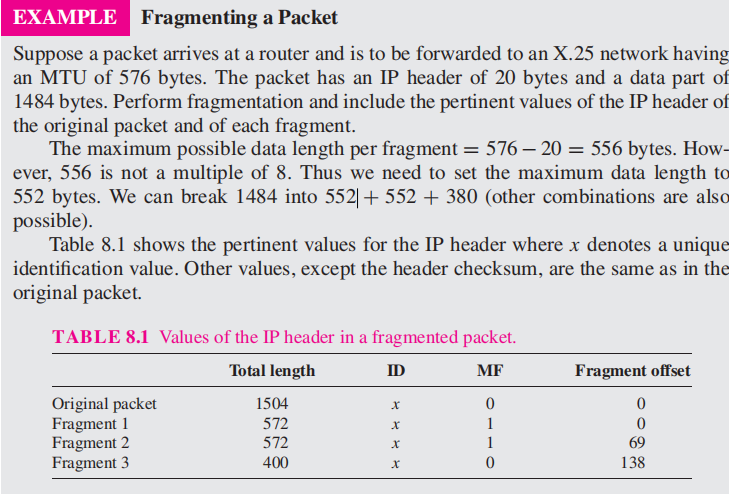 EXAMPLE Fragmenting a Packet
Suppose a packet arrives at a router and is to be forwarded to an X.25 network having
an MTU of 576 bytes. The packet has an IP header of 20 bytes and a data part of
1484 bytes. Perform fragmentation and include the pertinent values of the IP header of
the original packet and of each fragment.
The maximum possible data length per fragment = 576 – 20 = 556 bytes. How-
ever, 556 is not a multiple of 8. Thus we need to set the maximum data length to
552 bytes. We can break 1484 into 552 + 552 + 380 (other combinations are also
possible).
Table 8.1 shows the pertinent values for the IP header where x denotes a unique
identification value. Other values, except the header checksum, are the same as in the
original packet.
TABLE 8.1 Values of the IP header in a fragmented packet.
Total length ID MF Fragment offset
Original packet 1504 x 0 0
Fragment 1 572 x 1 0
Fragment 2 572 x 1 69
Fragment 3 400 x 0 138